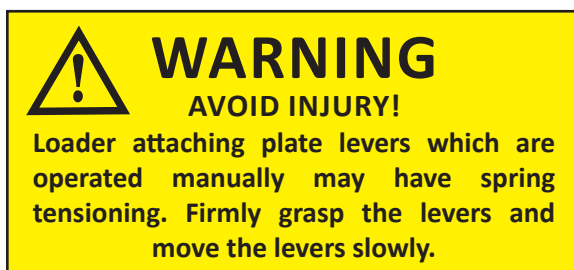 WARNING
AVOID INJURY!
Loader attaching plate levers which are
operated manually may have spring
tensioning. Firmly grasp the levers and
move the levers slowly.